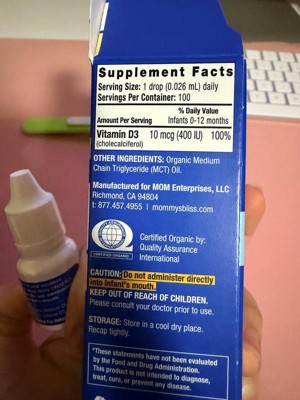 Supplement Facts
Serving Size: 1 drop (0.026 mL) daily
Servings Per Container: 100
% Daily Value
Amount Per Serving Infants 0-12 months
Vitamin D3 10 mcg (400 IU) 100%
(cholecalciferol)
OTHER INGREDIENTS: Organic Medium
Chain Triglyceride (MCT) Oil.
Manufactured for MOM Enterprises, LLC
Richmond, CA 94804
t: 877.457.4955 | mommysbliss.com
Certified Organic by:
Quality Assurance
International
CAUTION: Do not administer directly
into infant's mouth.
KEEP OUT OF REACH OF CHILDREN.
Please consult your doctor prior to use.
STORAGE: Store in a cool dry place.
Recap tightly.
*These statements have not been evaluated
by the Food and Drug Administration.
This product is not intended to diagnose,
treat, cure, or prevent any disease.